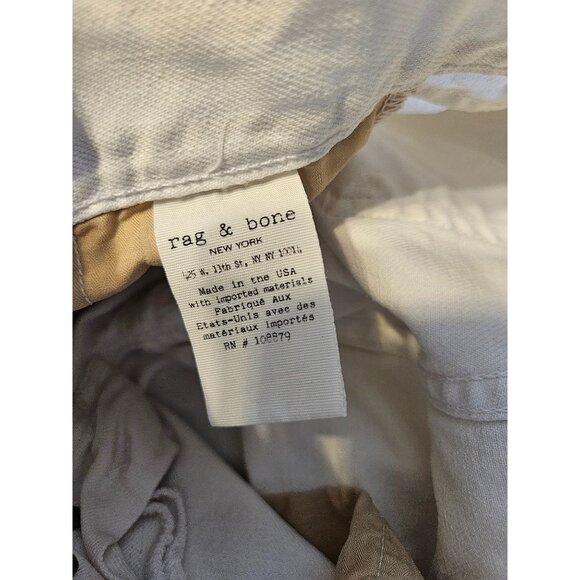 rag & bone
NEW YORK
425 W. 13th St, NY NY 10014
Made in the USA
with imported materials
Fabriqué Aux
Etats-Unis avec des
matériaux importés
RN # 108879